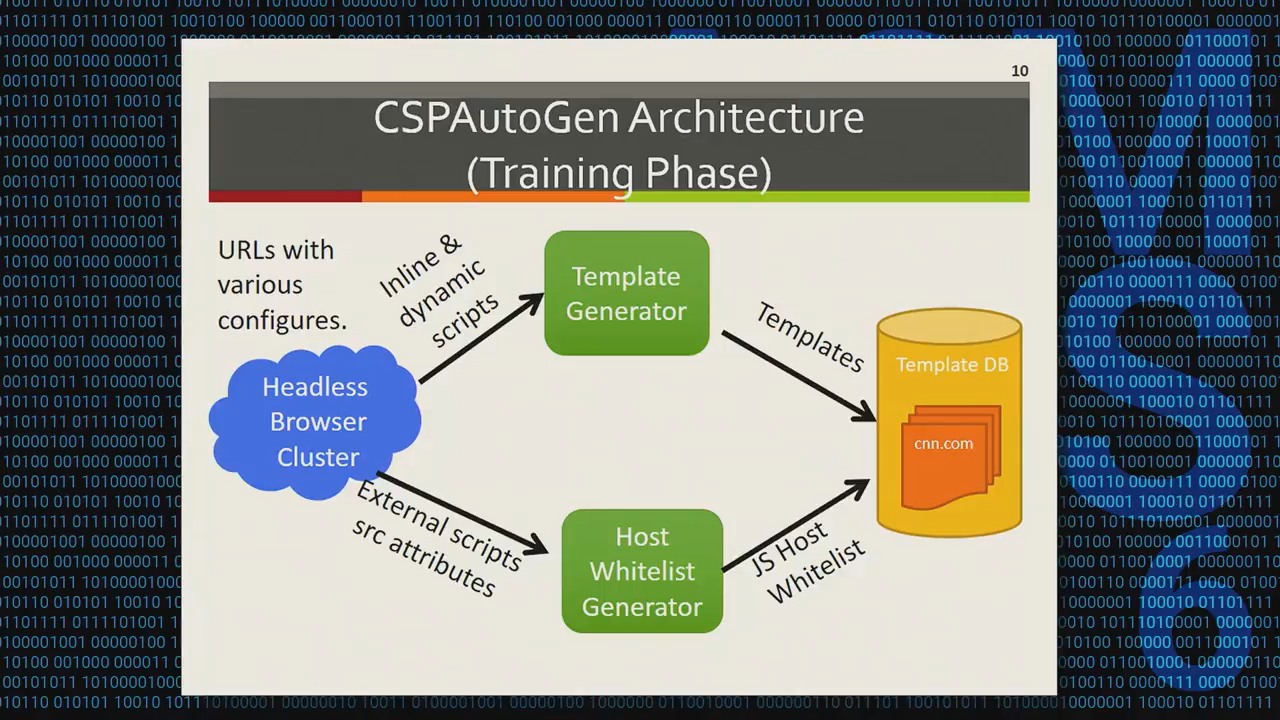 10
CSPAutoGen Architecture
(Training Phase)
URLs with
various
configures.
Inline &
dynamic
scripts
Template
Generator
Templates
Template DB
cnn.com
Headless
Browser
Cluster
External scripts
src attributes
Host
Whitelist
Generator
JS Host
Whitelist